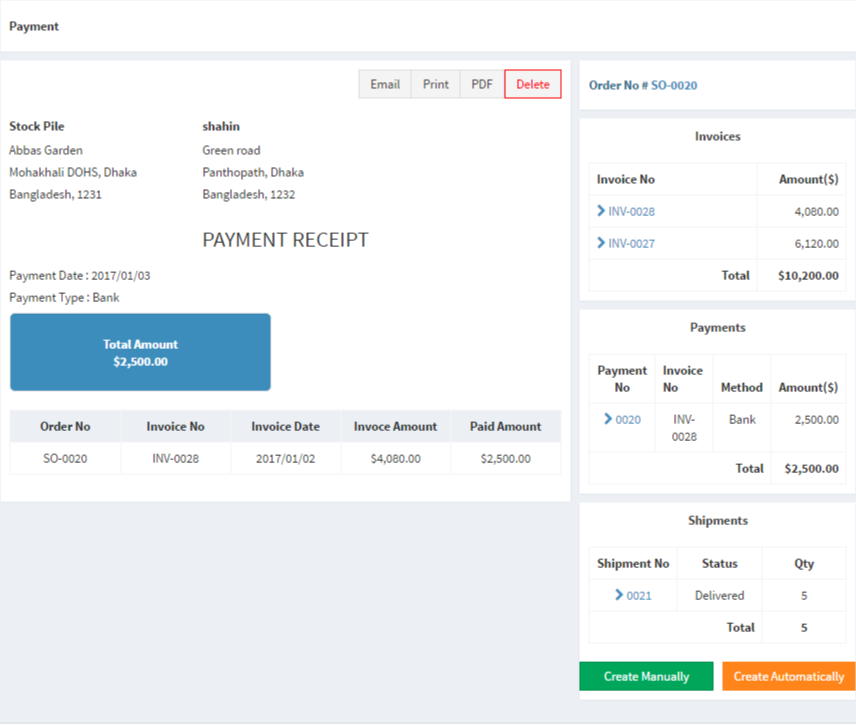 Payment
Email Print PDF Delete
Stock Pile
Abbas Garden
Mohakhali DOHS, Dhaka
Bangladesh, 1231
shahin
Green road
Panthopath, Dhaka
Bangladesh, 1232
PAYMENT RECEIPT
Payment Date : 2017/01/03
Payment Type : Bank
Total Amount
$2,500.00
Order No Invoice No Invoice Date Invoce Amount Paid Amount
SO-0020 INV-0028 2017/01/02 $4,080.00 $2,500.00
Order No # SO-0020
Invoices
Invoice No Amount($)
INV-0028 4,080.00
INV-0027 6,120.00
Total $10,200.00
Payments
Payment No Invoice No Method Amount($)
0020 INV-0028 Bank 2,500.00
Total $2,500.00
Shipments
Shipment No Status Qty
0021 Delivered 5
Total 5
Create Manually Create Automatically